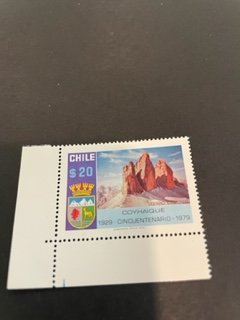 CHILE
$20
COYHAIQUE
1929 - CINCUENTENARIO - 1979